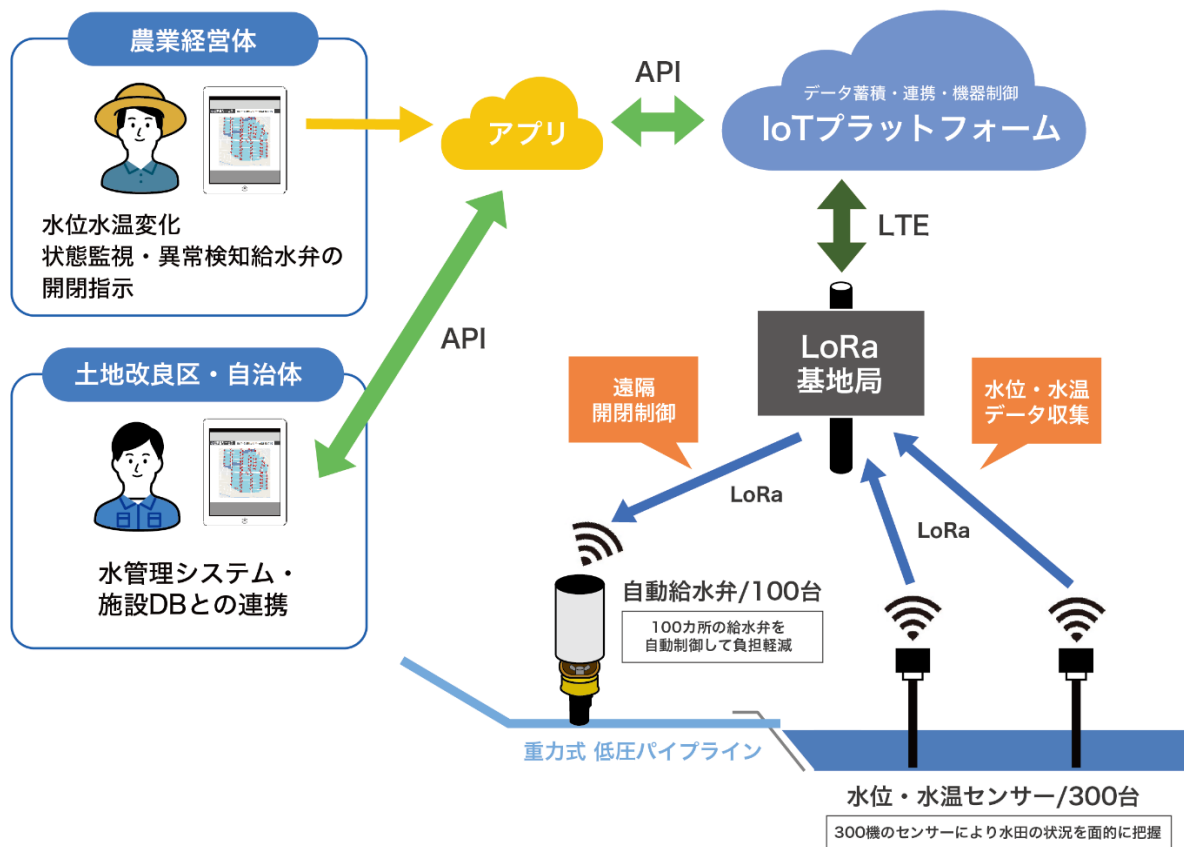 農業経営体
水位水温変化
状態監視・異常検知給水弁の
開閉指示
アプリ
API
データ蓄積・連携・機器制御
IoTプラットフォーム
LTE
API
土地改良区・自治体
水管理システム・
施設DBとの連携
LoRa
基地局
遠隔
開閉制御
水位・水温
データ収集
LoRa
LoRa
自動給水弁/100台
100カ所の給水弁を
自動制御して負担軽減
重力式 低圧パイプライン
水位・水温センサー/300台
300機のセンサーにより水田の状況を面的に把握